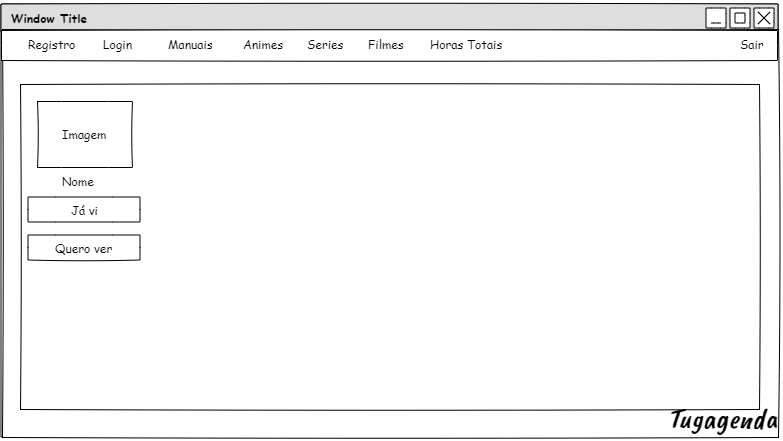 Window Title
Registro Login Manuais Animes Series Filmes Horas Totais Sair
Imagem
Nome
Já vi
Quero ver
Tugagenda